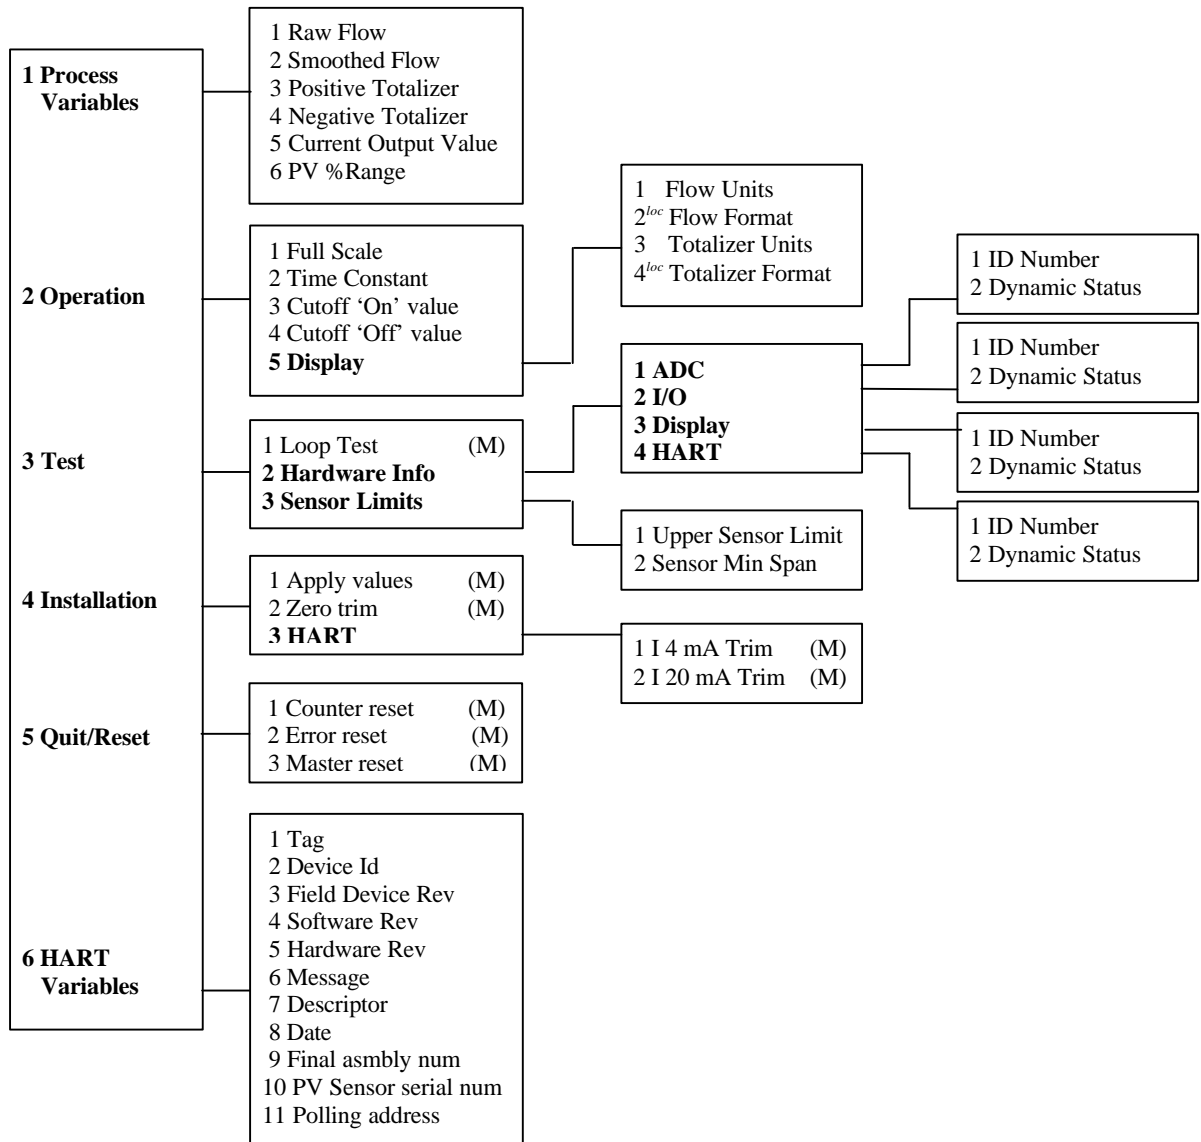 1 Process
Variables
2 Operation
3 Test
4 Installation
5 Quit/Reset
6 HART
Variables
1 Raw Flow
2 Smoothed Flow
3 Positive Totalizer
4 Negative Totalizer
5 Current Output Value
6 PV %Range
1 Full Scale
2 Time Constant
3 Cutoff ‘On’ value
4 Cutoff ‘Off’ value
5 Display
1 Flow Units
2loc Flow Format
3 Totalizer Units
4loc Totalizer Format
1 Loop Test (M)
2 Hardware Info
3 Sensor Limits
1 ADC
2 I/O
3 Display
4 HART
1 ID Number
2 Dynamic Status
1 ID Number
2 Dynamic Status
1 ID Number
2 Dynamic Status
1 ID Number
2 Dynamic Status
1 Upper Sensor Limit
2 Sensor Min Span
1 Apply values (M)
2 Zero trim (M)
3 HART
1 I 4 mA Trim (M)
2 I 20 mA Trim (M)
1 Counter reset (M)
2 Error reset (M)
3 Master reset (M)
1 Tag
2 Device Id
3 Field Device Rev
4 Software Rev
5 Hardware Rev
6 Message
7 Descriptor
8 Date
9 Final asmbly num
10 PV Sensor serial num
11 Polling address